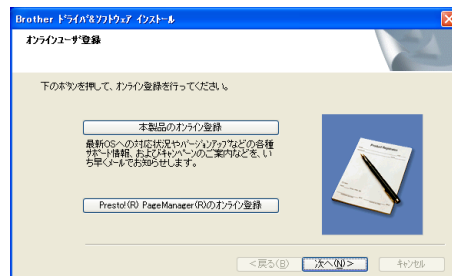 Brother ﾄﾞﾗｲﾊﾞ&ｿﾌﾄｳｪｱ ｲﾝｽﾄｰﾙ
ｵﾝﾗｲﾝﾕｰｻﾞ登録
下のﾎﾞﾀﾝを押して、ｵﾝﾗｲﾝ登録を行ってください。
本製品のｵﾝﾗｲﾝ登録
最新OSへの対応状況やﾊﾞｰｼﾞｮﾝｱｯﾌﾟなどの各種
ｻﾎﾟｰﾄ情報、およびｷｬﾝﾍﾟｰﾝのご案内などを、い
ち早くﾒｰﾙでお知らせします。
Presto!(R) PageManager(R)のｵﾝﾗｲﾝ登録
<戻る(B) 次へ(N)> ｷｬﾝｾﾙ